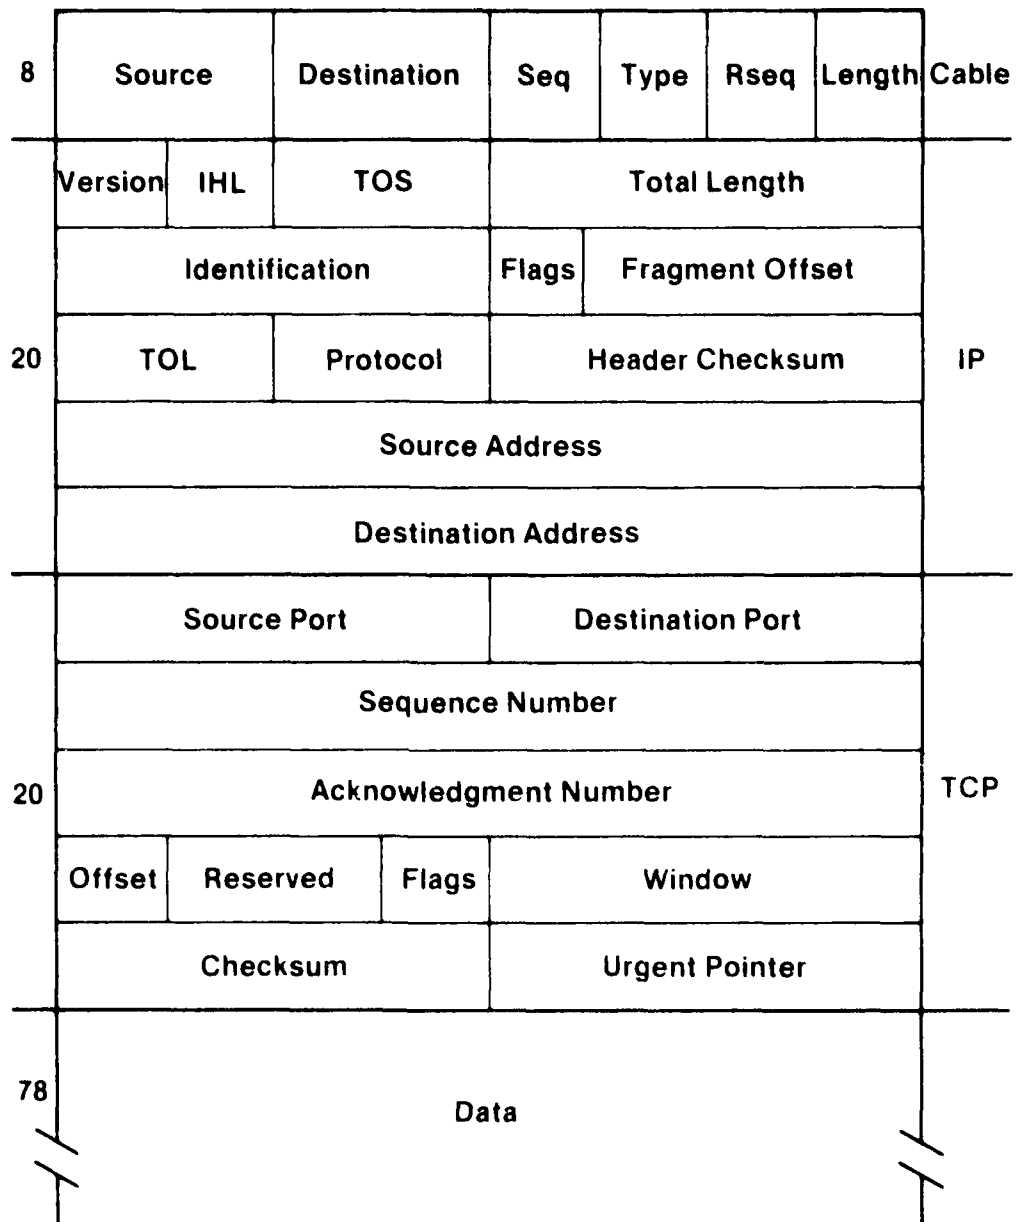 8 Source Destination Seq Type Rseq Length Cable
Version IHL TOS Total Length
Identification Flags Fragment Offset
20 TOL Protocol Header Checksum IP
Source Address
Destination Address
Source Port Destination Port
Sequence Number
20 Acknowledgment Number TCP
Offset Reserved Flags Window
Checksum Urgent Pointer
78
Data